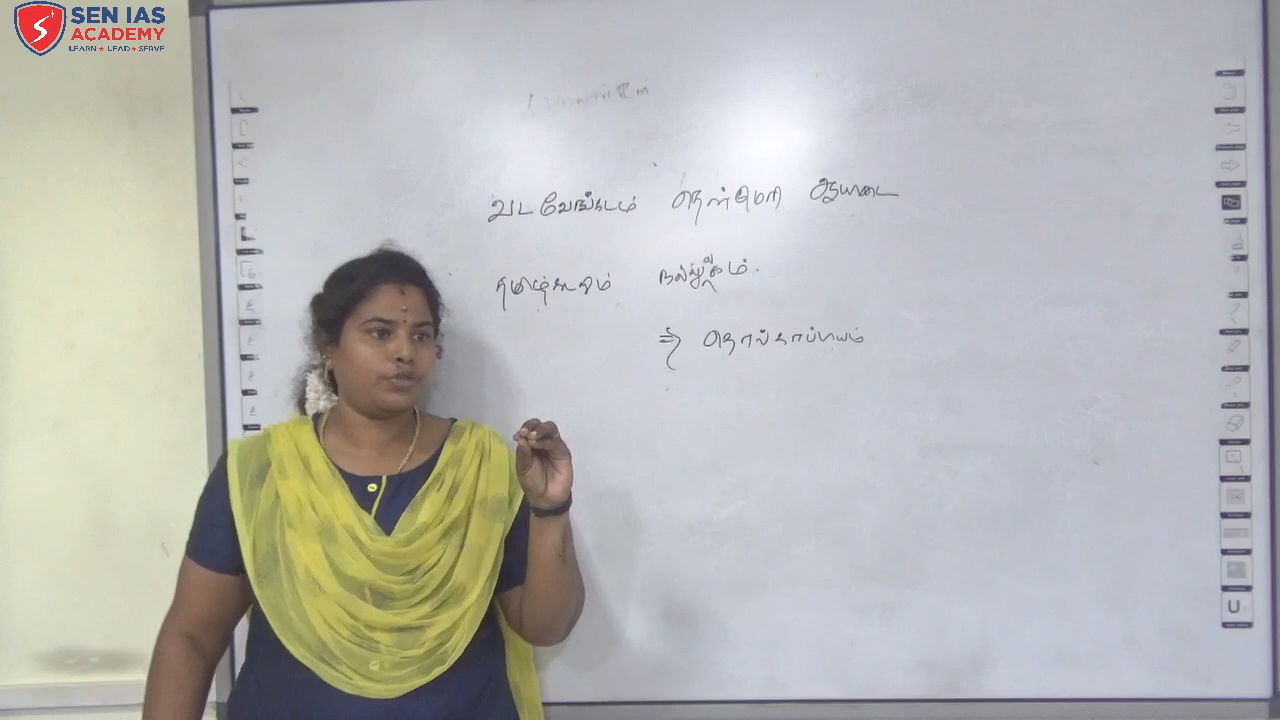 SEN IAS
ACADEMY
LEARN ★ LEAD ★ SERVE
வடவேங்கடம் தென்குமரி ஆயிடை
தமிழ்கூறும் நல்லுலகம்.
⇒ தொல்காப்பியம்
U